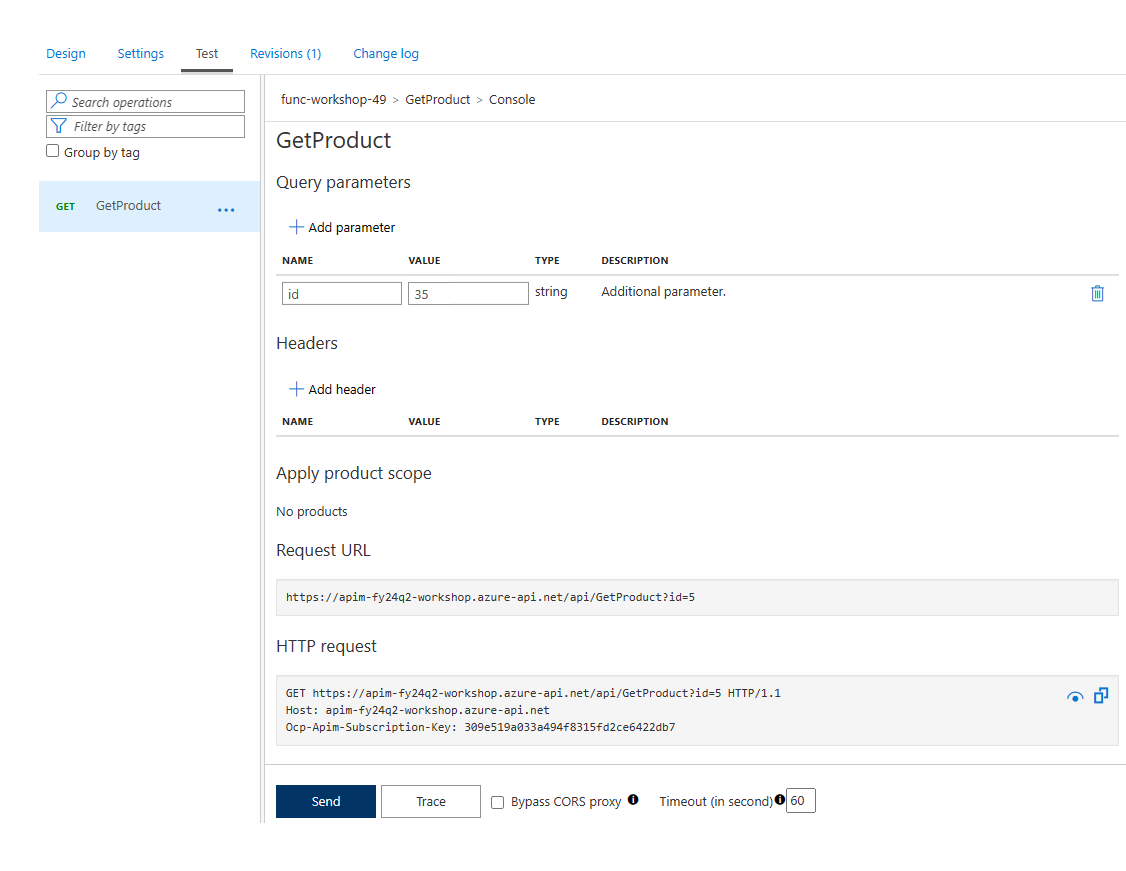 Design Settings Test Revisions (1) Change log
Search operations
Filter by tags
Group by tag
GET GetProduct
func-workshop-49 > GetProduct > Console
GetProduct
Query parameters
Add parameter
NAME VALUE TYPE DESCRIPTION
id 35 string Additional parameter.
Headers
Add header
NAME VALUE TYPE DESCRIPTION
Apply product scope
No products
Request URL
https://apim-fy24q2-workshop.azure-api.net/api/GetProduct?id=5
HTTP request
GET https://apim-fy24q2-workshop.azure-api.net/api/GetProduct?id=5 HTTP/1.1
Host: apim-fy24q2-workshop.azure-api.net
Ocp-Apim-Subscription-Key: 309e519a033a494f8315fd2ce6422db7
Send Trace Bypass CORS proxy Timeout (in second) 60